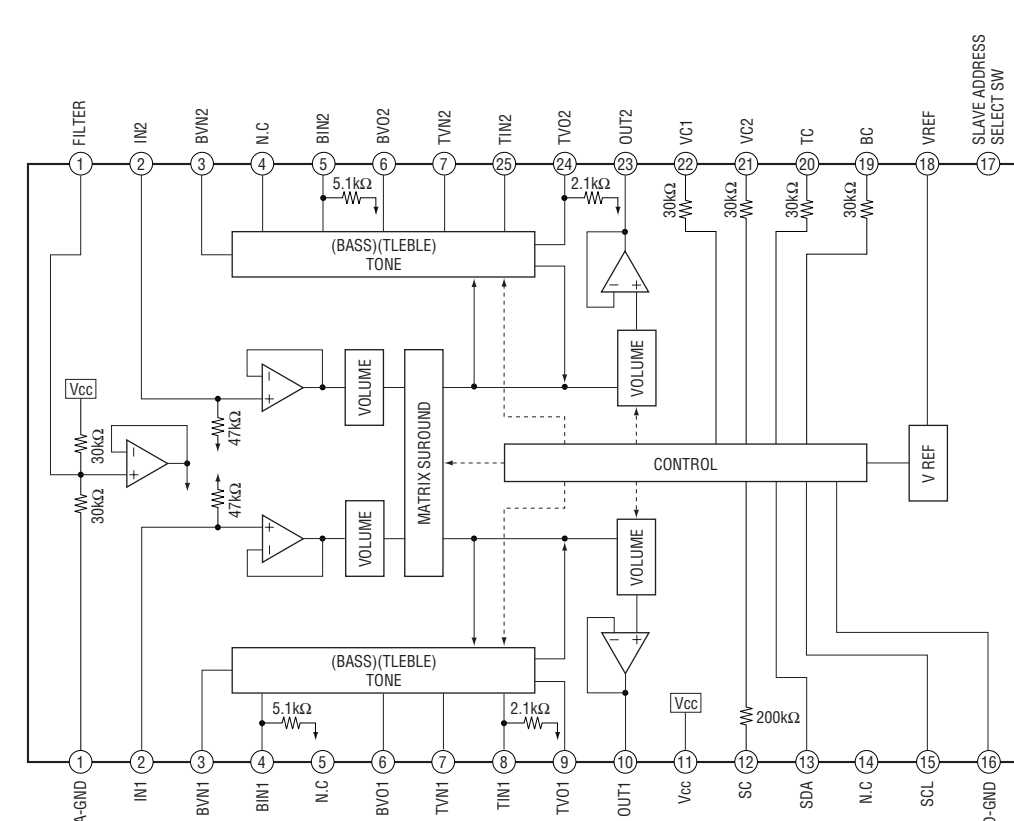 SLAVE ADDRESS
SELECT SW
FILTER
IN2
BVN2
N.C
BIN2
BVO2
TVN2
TIN2
TVO2
OUT2
VC1
VC2
TC
BC
VREF
1
2
3
4
5
6
7
25
24
23
22
21
20
19
18
17
5.1kΩ
2.1kΩ
30kΩ
30kΩ
30kΩ
30kΩ
(BASS)(TLEBLE)
TONE
− +
VOLUME
Vcc
− +
VOLUME
MATRIX SUROUND
VOLUME
47kΩ
30kΩ
− +
30kΩ
47kΩ
CONTROL
V REF
+ −
VOLUME
(BASS)(TLEBLE)
TONE
− +
5.1kΩ
2.1kΩ
Vcc
200kΩ
1
2
3
4
5
6
7
8
9
10
11
12
13
14
15
16
A-GND
IN1
BVN1
BIN1
N.C
BVO1
TVN1
TIN1
TVO1
OUT1
Vcc
SC
SDA
N.C
SCL
D-GND